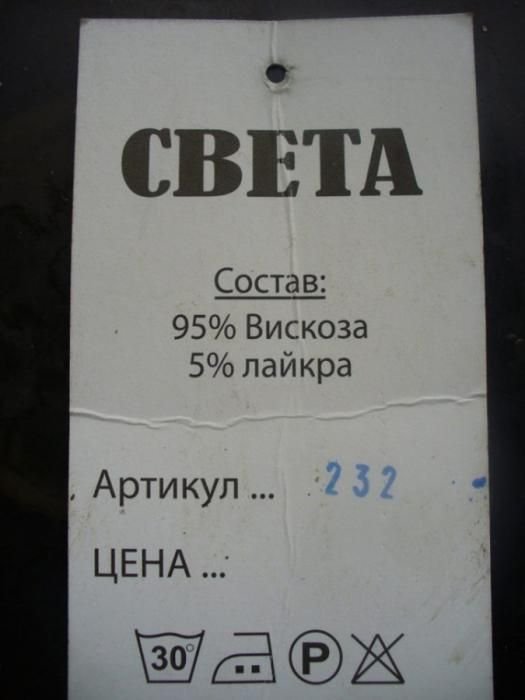 СВЕТА
Состав:
95% Вискоза
5% лайкра
Артикул ... 232
ЦЕНА ...
30° P